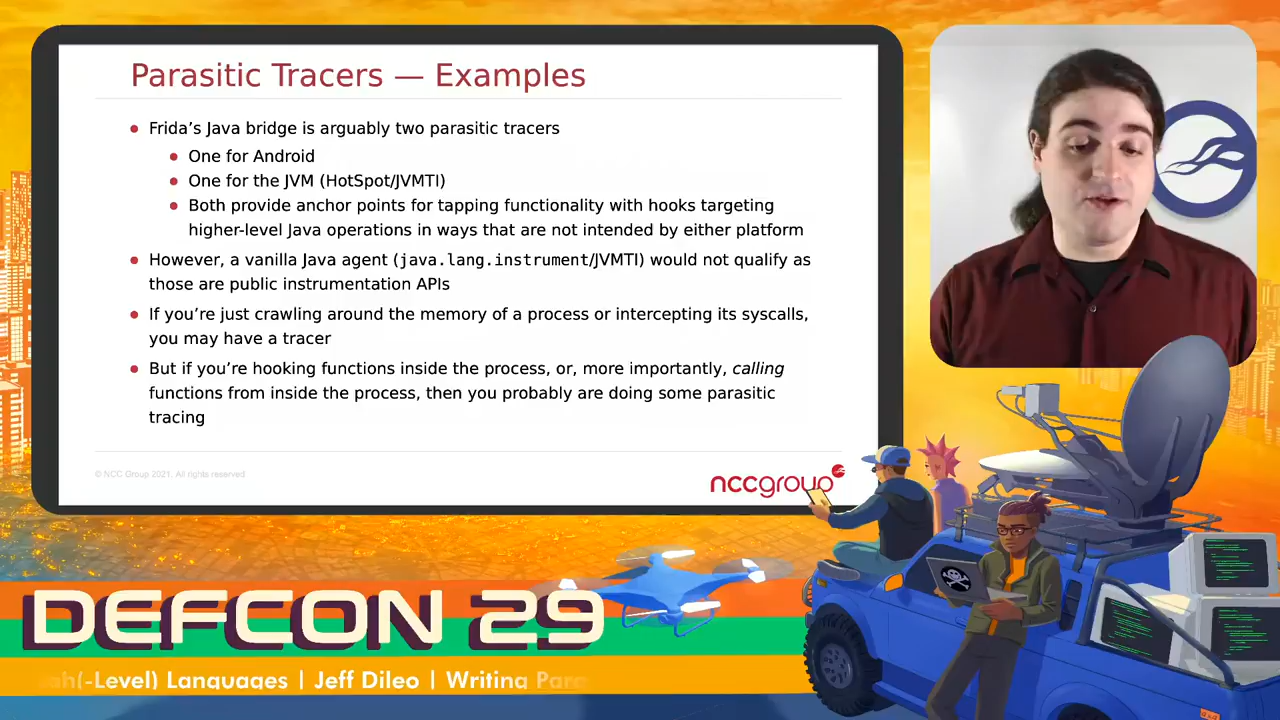 Parasitic Tracers — Examples
Frida's Java bridge is arguably two parasitic tracers
One for Android
One for the JVM (HotSpot/JVMTI)
Both provide anchor points for tapping functionality with hooks targeting
higher-level Java operations in ways that are not intended by either platform
However, a vanilla Java agent (java.lang.instrument/JVMTI) would not qualify as
those are public instrumentation APIs
If you're just crawling around the memory of a process or intercepting its syscalls,
you may have a tracer
But if you're hooking functions inside the process, or, more importantly, calling
functions from inside the process, then you probably are doing some parasitic
tracing
© NCC Group 2021. All rights reserved
nccgroup
DEFCON 29
ah(-Level) Languages | Jeff Dileo | Writing Para